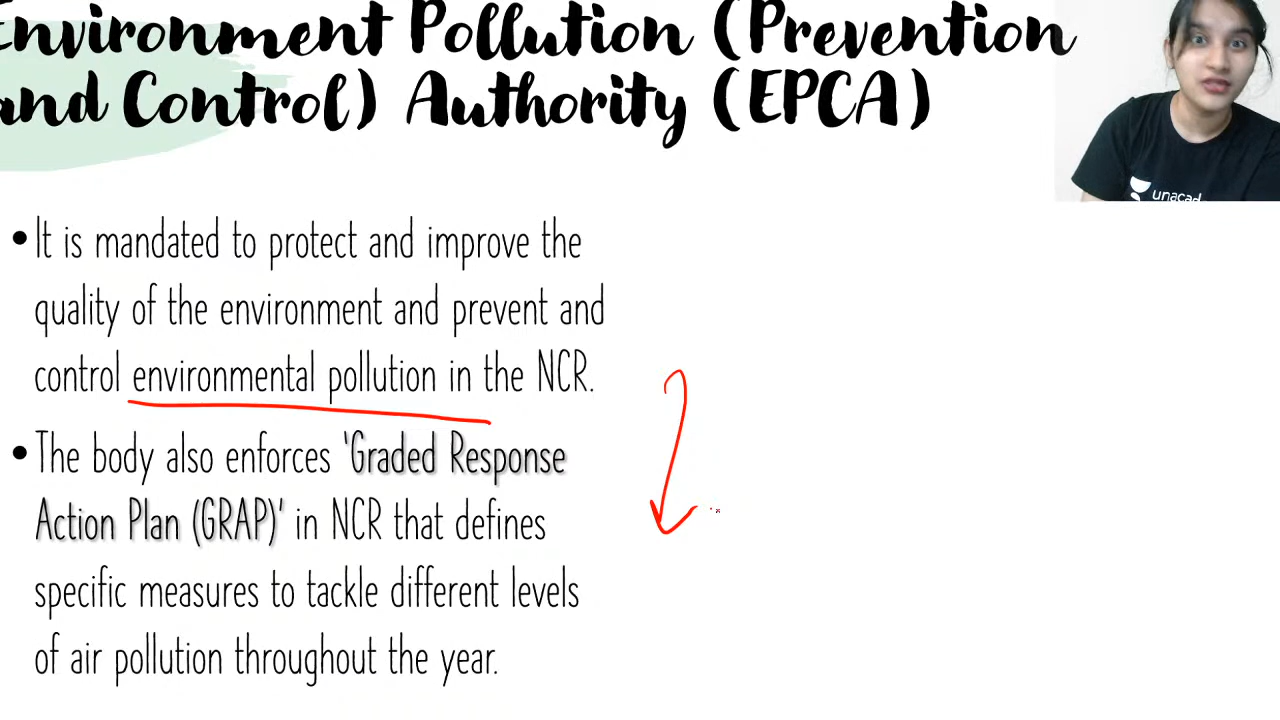 Environment Pollution (Prevention
and Control) Authority (EPCA)
unacad
•It is mandated to protect and improve the
quality of the environment and prevent and
control environmental pollution in the NCR.
•The body also enforces 'Graded Response
Action Plan (GRAP)' in NCR that defines
specific measures to tackle different levels
of air pollution throughout the year.